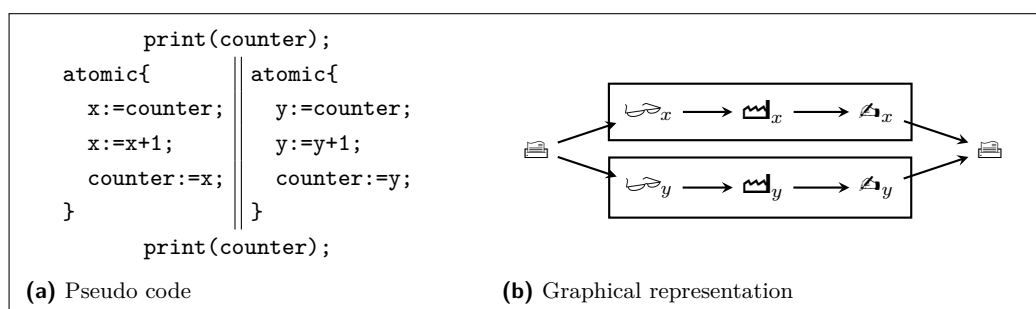 print(counter);
atomic{ atomic{
x:=counter; y:=counter;
x:=x+1; y:=y+1;
counter:=x; counter:=y;
} }
print(counter);
x x x
y y y
(a) Pseudo code
(b) Graphical representation